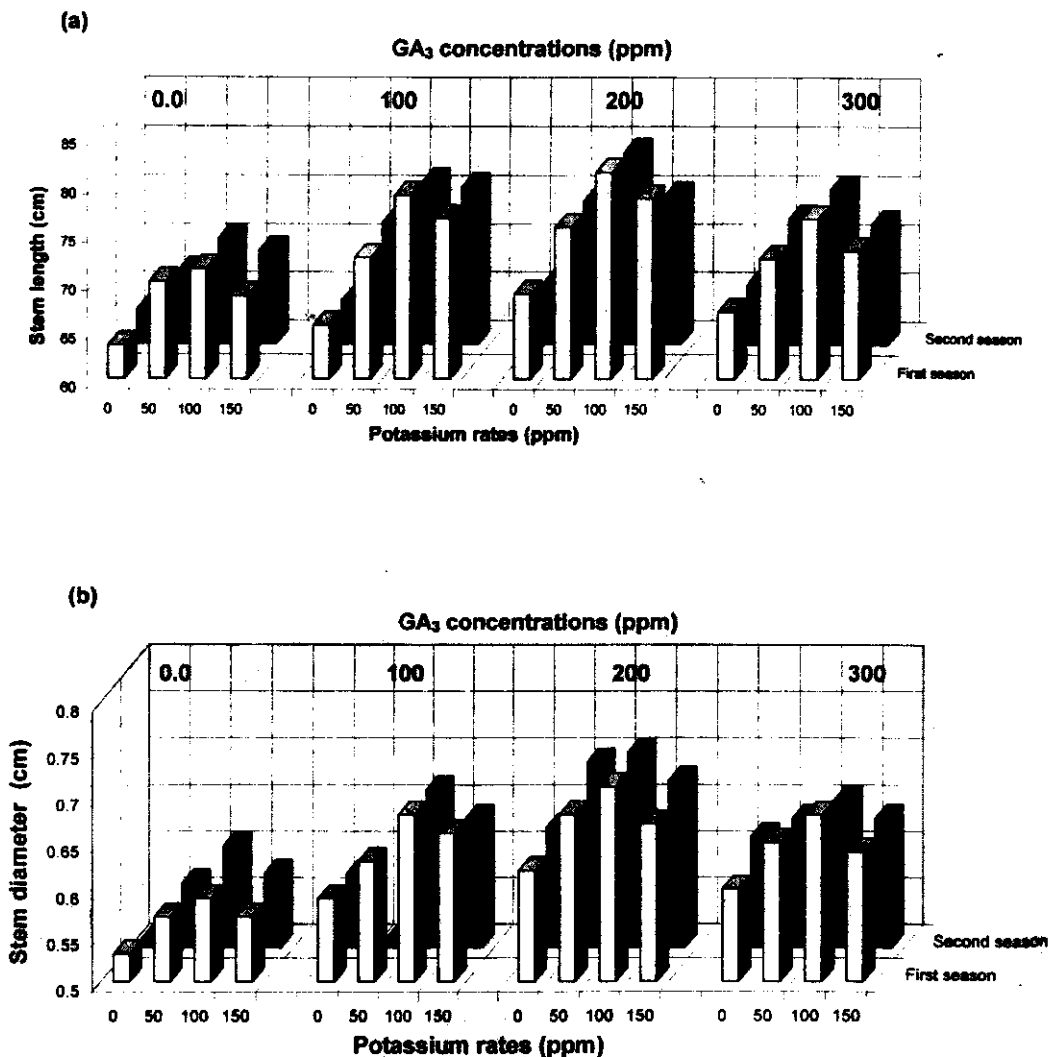 (a)
GA₃ concentrations (ppm)
0.0 100 200 300
85
80
75
70
65
60
Stem length (cm)
Second season
First season
0 50 100 150 0 50 100 150 0 50 100 150 0 50 100 150
Potassium rates (ppm)
(b)
GA₃ concentrations (ppm)
0.0 100 200 300
0.8
0.75
0.7
0.65
0.6
0.55
0.5
Stem diameter (cm)
Second season
First season
0 50 100 150 0 50 100 150 0 50 100 150 0 50 100 150
Potassium rates (ppm)